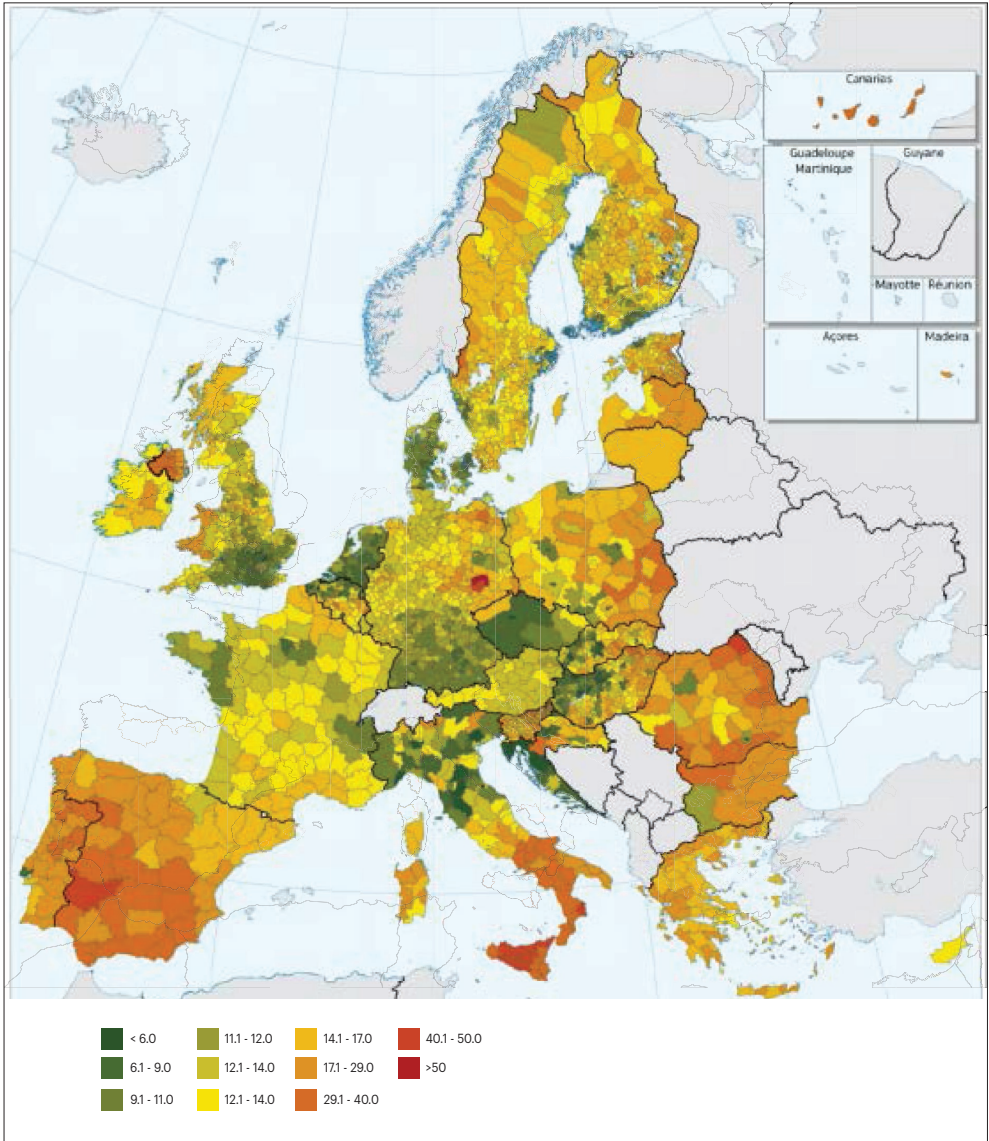 Canarias
Guadeloupe
Martinique
Guyane
Mayotte
Réunion
Açores
Madeira
< 6.0
6.1 - 9.0
9.1 - 11.0
11.1 - 12.0
12.1 - 14.0
12.1 - 14.0
14.1 - 17.0
17.1 - 29.0
29.1 - 40.0
40.1 - 50.0
>50